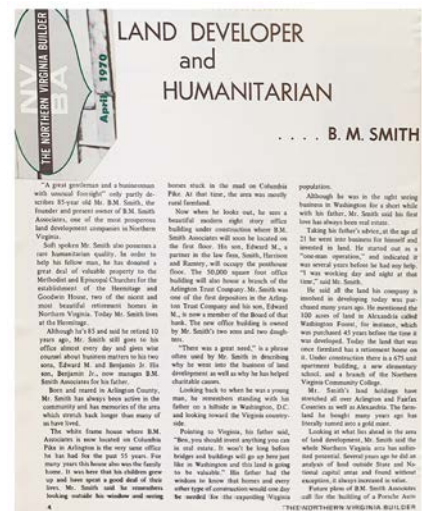 THE NORTHERN VIRGINIA BUILDER
NV
BA
April, 1970
LAND DEVELOPER
and
HUMANITARIAN
. . . . B. M. SMITH
"A great gentleman and a businessman
with unusual foresight" only partly de-
scribes 85-year old Mr. B.M. Smith, the
founder and present owner of B.M. Smith
Associates, one of the most prosperous
land development companies in Northern
Virginia.
Soft spoken Mr. Smith also possesses a
rare humanitarian quality. In order to
help his fellow man, he has donated a
great deal of valuable property to the
Methodist and Episcopal Churches for the
establishment of the Hermitage and
Goodwin House, two of the nicest and
most beautiful retirement homes in
Northern Virginia. Today Mr. Smith lives
at the Hermitage.
Although he's 85 and said he retired 10
years ago, Mr. Smith still goes to his
office almost every day and gives wise
counsel about business matters to his two
sons, Edward M. and Benjamin Jr. His
son, Benjamin Jr., now manages B.M.
Smith Associates for his father.
Born and reared in Arlington County,
Mr. Smith has always been active in the
community and has memories of the area
which stretch back longer than many of
us have lived.
The white frame house where B.M.
Associates is now located on Columbia
Pike in Arlington is the very same office
he has had for the past 55 years. For
many years this house also was the family
home. It was here that his children grew
up and have spent a good deal of their
lives. Mr. Smith said he remembers
looking outside his window and seeing
horses stuck in the mud on Columbia
Pike. At that time, the area was mostly
rural farmland.
Now when he looks out, he sees a
beautiful modern eight story office
building under construction where B.M.
Smith Associates will soon be located on
the first floor. His son, Edward M., a
partner in the law firm, Smith, Harrison
and Ramsey, will occupy the penthouse
floor. The 50,000 square foot office
building will also house a branch of the
Arlington Trust Company. Mr. Smith was
one of the first depositors in the Arling-
ton Trust Company and his son, Edward
M., is now a member of the Board of that
bank. The new office building is owned
by Mr. Smith's two sons and two daugh-
ters.
"There was a great need," is a phrase
often used by Mr. Smith in describing
why he went into the business of land
development as well as why he has helped
charitable causes.
Looking back to when he was a young
man, he remembers standing with his
father on a hillside in Washington, D.C.
and looking toward the Virginia country-
side.
Pointing to Virginia, his father said,
"Ben, you should invest anything you can
in real estate. It won't be long before
bridges and buildings will go up here just
like in Washington and this land is going
to be valuable." His father had the
wisdom to know that homes and every
other type of construction would one day
be needed for the expanding Virginia
population.
Although he was in the right seeing
business in Washington for a short while
with his father, Mr. Smith said his first
love has always been real estate.
Taking his father's advice, at the age of
21 he went into business for himself and
invested in land. He started out as a
"one-man operation," and indicated it
was several years before he had any help.
"I was working day and night at that
time," said Mr. Smith.
He said all the land his company is
involved in developing today was pur-
chased many years ago. He mentioned the
100 acres of land in Alexandria called
Washington Forest, for instance, which
was purchased 45 years before the time it
was developed. Today the land that was
once farmland has a retirement home on
it. Under construction there is a 675 unit
apartment building, a new elementary
school, and a branch of the Northern
Virginia Community College.
Mr. Smith's land holdings have
stretched all over Arlington and Fairfax
Counties as well as Alexandria. The farm-
land he bought many years ago has
literally turned into a gold mine.
Looking at what lies ahead in the area
of land development, Mr. Smith said the
whole Northern Virginia area has unlim-
ited potential. Several years ago he did an
analysis of land outside State and Na-
tional capital areas and found without
exception, it always increased in value.
Future plans of B.M. Smith Associates
call for the building of a Porsche Auto
4
THE NORTHERN VIRGINIA BUILDER